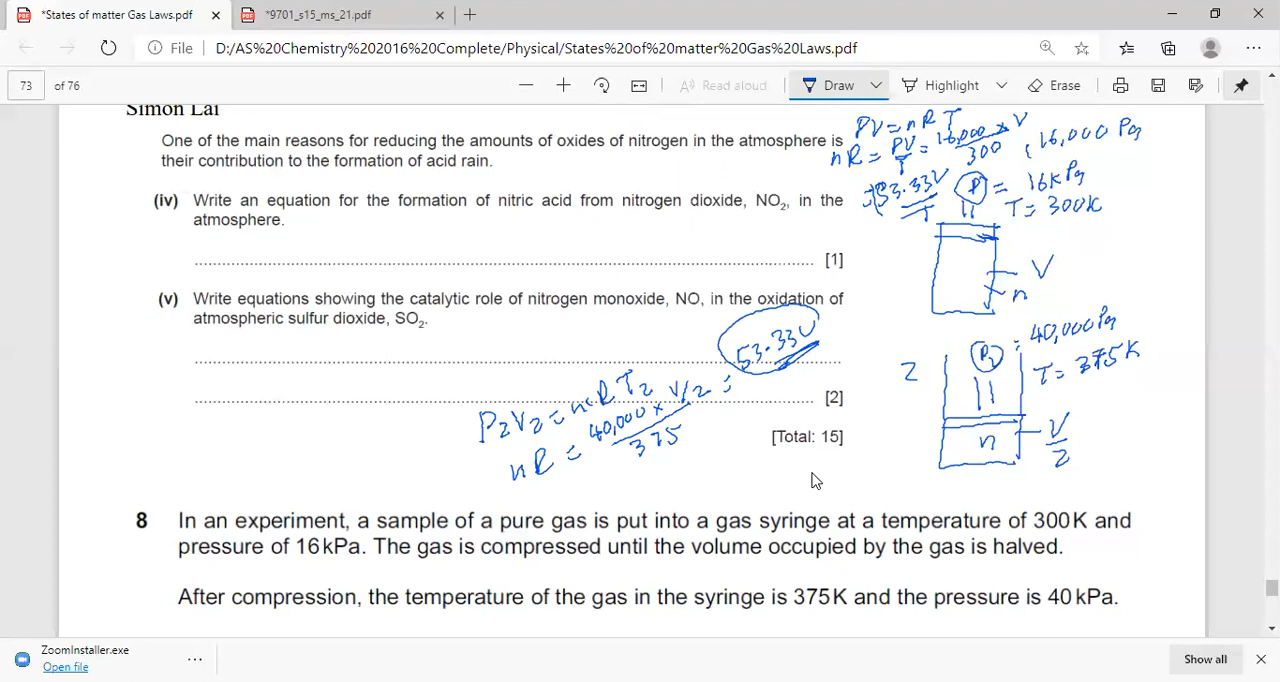 *States of matter Gas Laws.pdf
*9701_s15_ms_21.pdf
File
D:/AS%20Chemistry%202016%20Complete/Physical/States%20of%20matter%20Gas%20Laws.pdf
73 of 76
Read aloud
Draw
Highlight
Erase
Simon Lai
One of the main reasons for reducing the amounts of oxides of nitrogen in the atmosphere is
their contribution to the formation of acid rain.
PV = nRT
nR = PV/T = 16,000 × V/300
16,000 Pa
53.33V
P = 16 kPa
T = 300K
(iv) Write an equation for the formation of nitric acid from nitrogen dioxide, NO2, in the
atmosphere.
[1]
V
n
(v) Write equations showing the catalytic role of nitrogen monoxide, NO, in the oxidation of
atmospheric sulfur dioxide, SO2.
53.33V
2
P2 = 40,000 Pa
T = 375 K
[2]
P2V2 = nRT2
nR = 40,000 × V/2 / 375 =
[Total: 15]
n
V/2
8 In an experiment, a sample of a pure gas is put into a gas syringe at a temperature of 300K and
pressure of 16kPa. The gas is compressed until the volume occupied by the gas is halved.
After compression, the temperature of the gas in the syringe is 375K and the pressure is 40kPa.
ZoomInstaller.exe
Open file
Show all